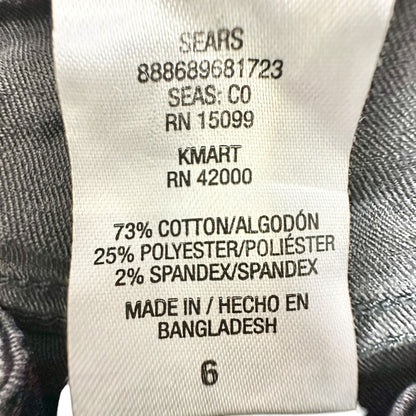 SEARS
888689681723
SEAS: C0
RN 15099
KMART
RN 42000
73% COTTON/ALGODÓN
25% POLYESTER/POLIÉSTER
2% SPANDEX/SPANDEX
MADE IN / HECHO EN
BANGLADESH
6